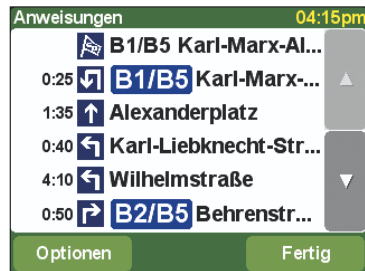 Anweisungen 04:15pm
B1/B5 Karl-Marx-Al...
0:25 B1/B5 Karl-Marx-...
1:35 Alexanderplatz
0:40 Karl-Liebknecht-Str...
4:10 Wilhelmstraße
0:50 B2/B5 Behrenstr...
Optionen Fertig